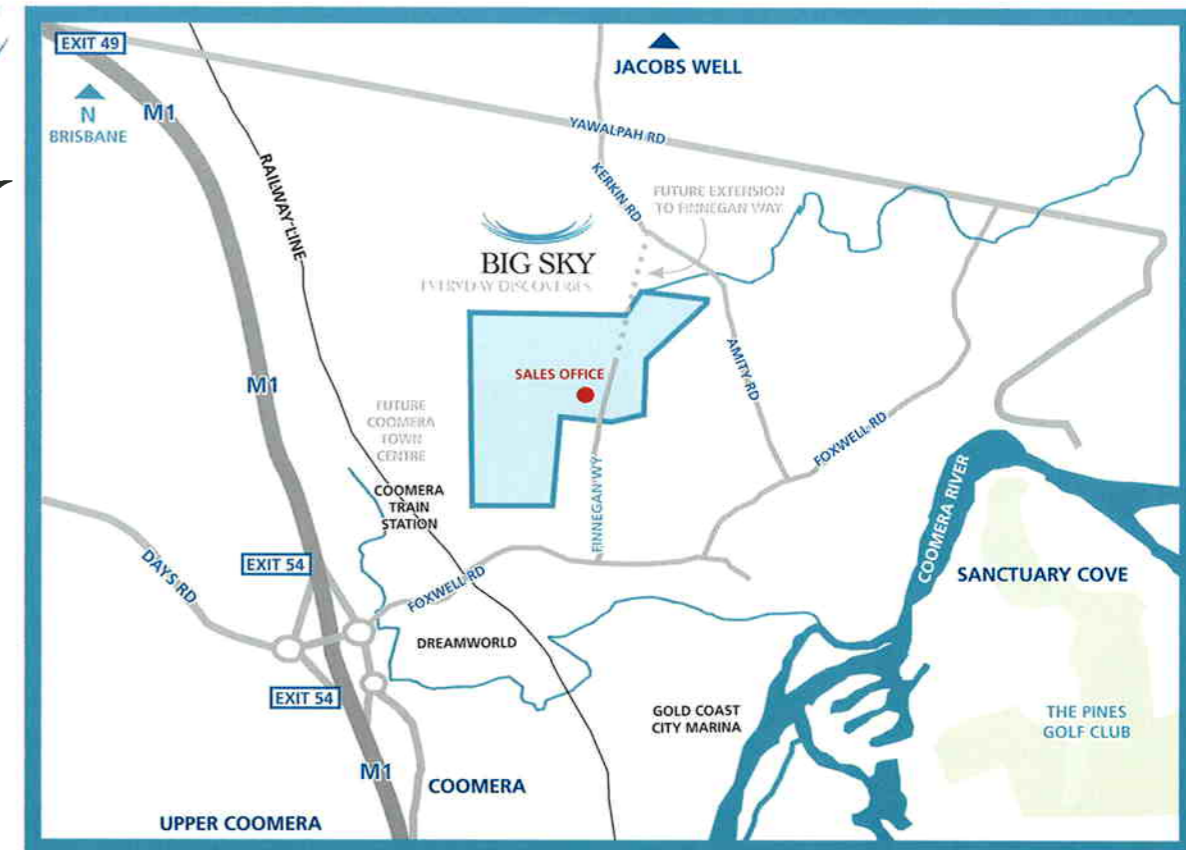 EXIT 49
JACOBS WELL
N
BRISBANE
M1
YAWALPAH RD
RAILWAY LINE
KERKIN RD
FUTURE EXTENSION
TO FINNEGAN WAY
BIG SKY
EVERYDAY DISCOVERIES
M1
SALES OFFICE
AMITY RD
FUTURE
COOMERA
TOWN
CENTRE
FOXWELL RD
COOMERA
TRAIN
STATION
FINNEGAN WY
COOMERA RIVER
DAYS RD
EXIT 54
FOXWELL RD
SANCTUARY COVE
DREAMWORLD
EXIT 54
GOLD COAST
CITY MARINA
THE PINES
GOLF CLUB
M1
COOMERA
UPPER COOMERA